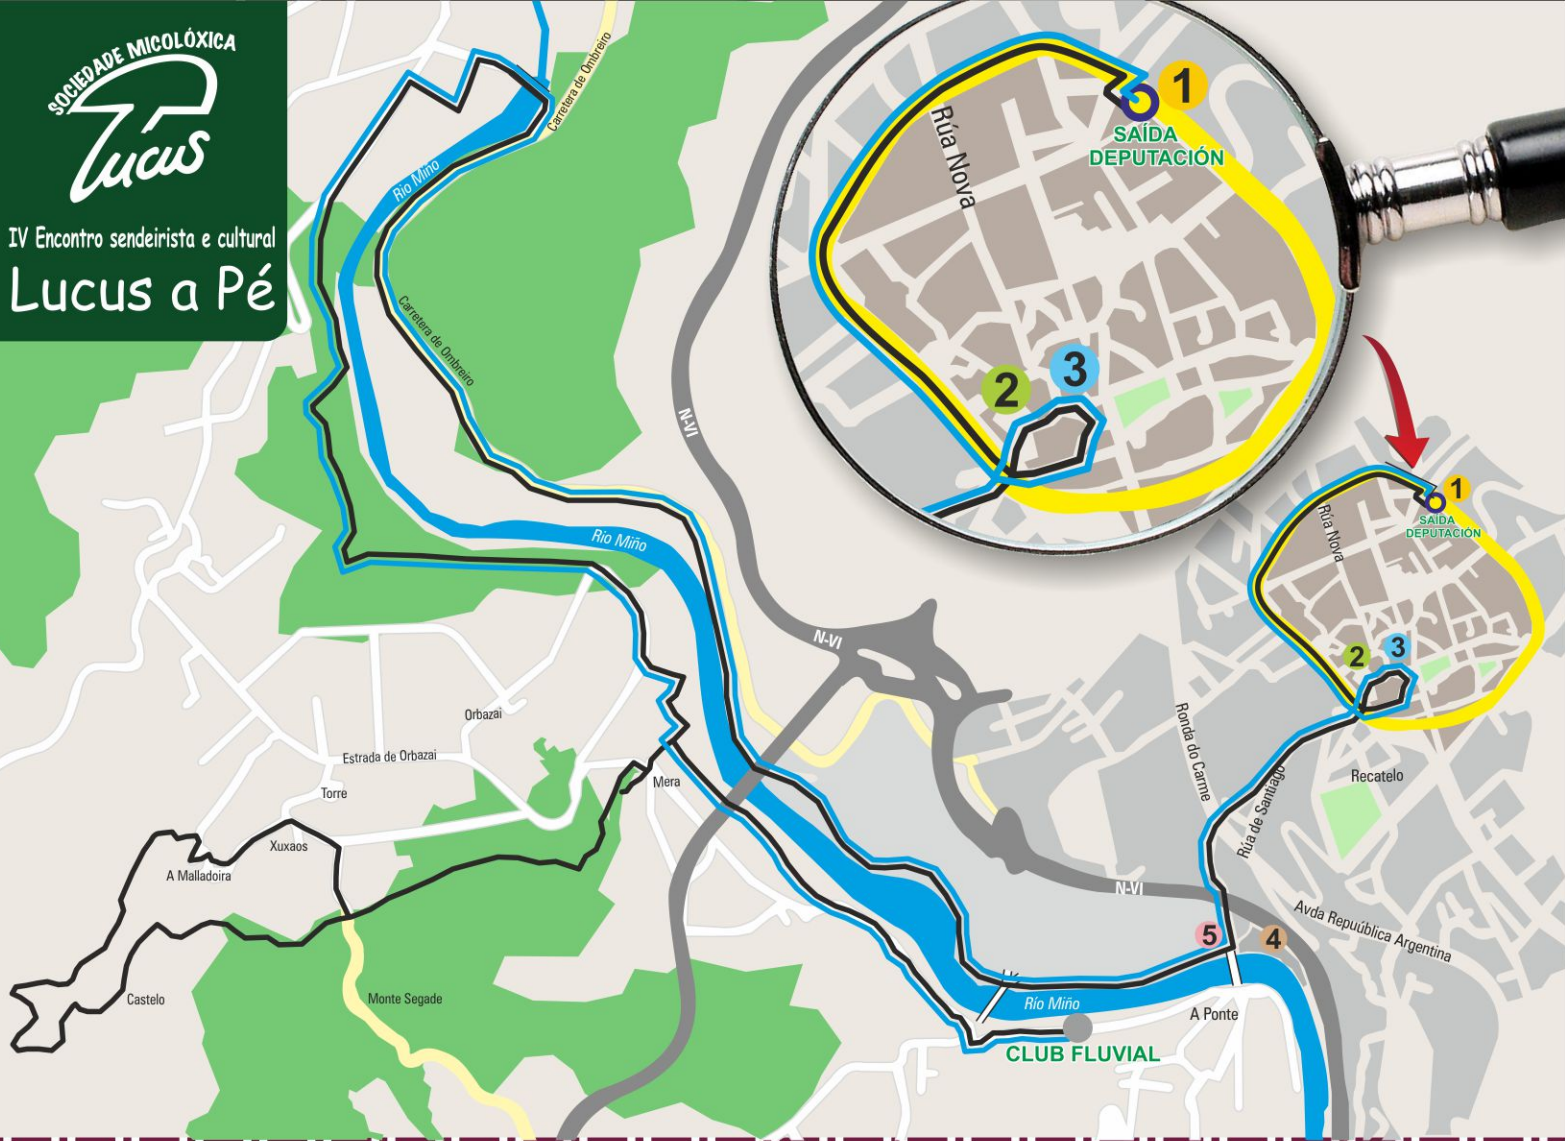 SOCIEDADE MICOLÓXICA
Lucus
IV Encontro sendeirista e cultural
Lucus a Pé
Carretera de Ombreiro
Río Miño
Carretera de Ombreiro
N-VI
Río Miño
N-VI
Rúa Nova
1
SAÍDA
DEPUTACIÓN
2
3
1
SAÍDA
DEPUTACIÓN
Rúa Nova
2
3
Ronda do Carme
Rúa de Santiago
Recatelo
Orbazai
Estrada de Orbazai
Torre
Mera
Xuxaos
A Malladoira
N-VI
Avda Repuública Argentina
5
4
Castelo
Monte Segade
Río Miño
A Ponte
CLUB FLUVIAL